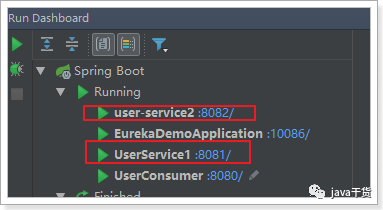 Run Dashboard
Spring Boot
Running
user-service2 :8082/
EurekaDemoApplication :10086/
UserService1 :8081/
UserConsumer :8080/
Finished
java干货